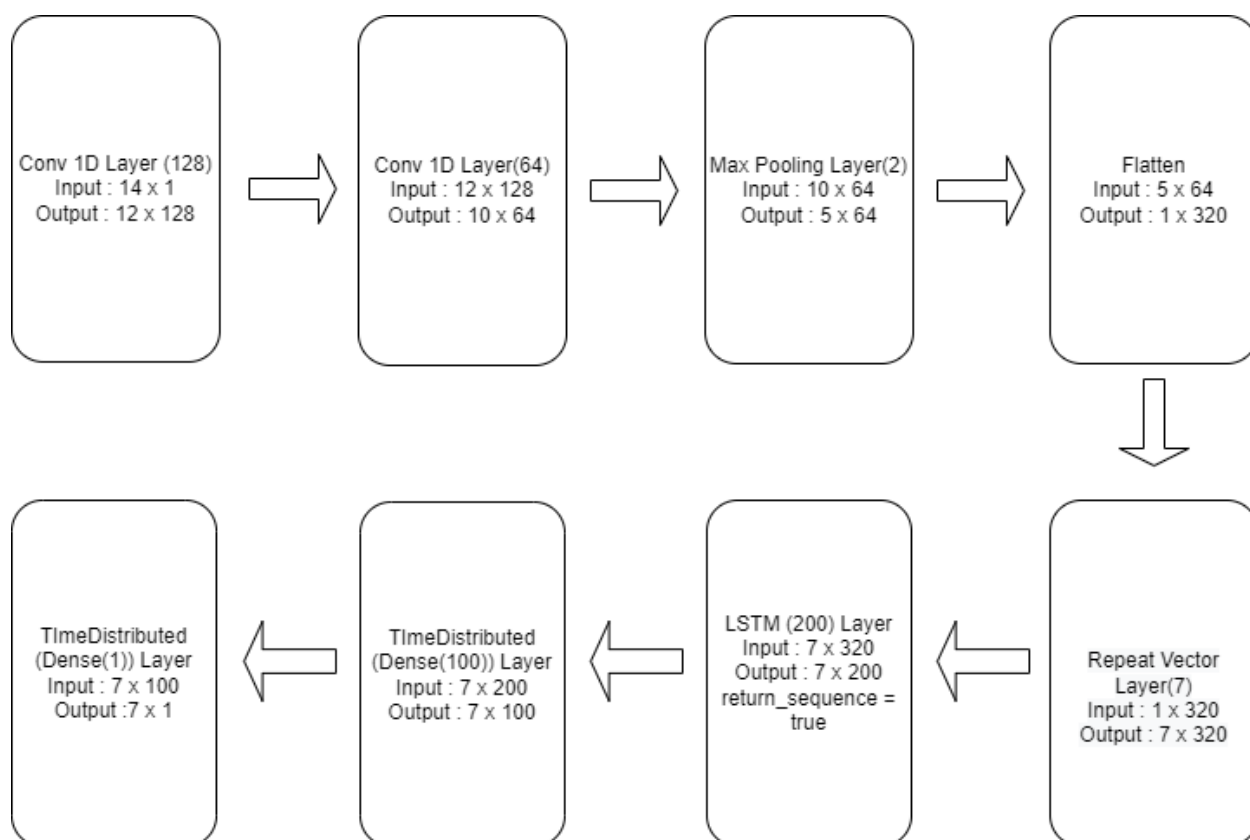 Conv 1D Layer (128)
Input : 14 x 1
Output : 12 x 128
Conv 1D Layer(64)
Input : 12 x 128
Output : 10 x 64
Max Pooling Layer(2)
Input : 10 x 64
Output : 5 x 64
Flatten
Input : 5 x 64
Output : 1 x 320
Repeat Vector
Layer(7)
Input : 1 x 320
Output : 7 x 320
LSTM (200) Layer
Input : 7 x 320
Output : 7 x 200
return_sequence =
true
TImeDistributed
(Dense(100)) Layer
Input : 7 x 200
Output : 7 x 100
TImeDistributed
(Dense(1)) Layer
Input : 7 x 100
Output :7 x 1